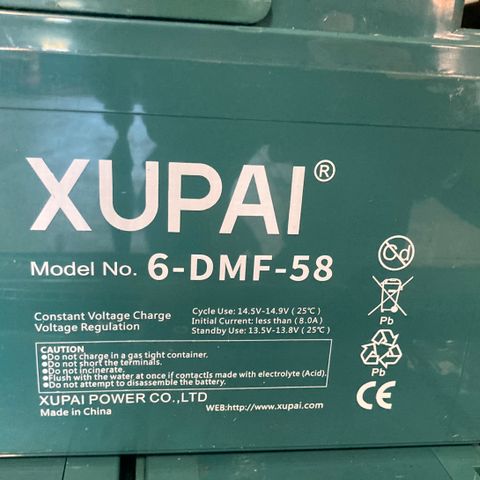 XUPAI®
Model No. 6-DMF-58
Constant Voltage Charge
Voltage Regulation
Cycle Use: 14.5V-14.9V ( 25℃ )
Initial Current: less than ( 8.0A )
Standby Use: 13.5V-13.8V ( 25℃ )
CAUTION
●Do not charge in a gas tight container.
●Do not short the terminals.
●Do not incinerate.
●Flush with the water at once if contactis made with electrolyte (Acid).
●Do not attempt to disassemble the battery.
XUPAI POWER CO.,LTD
Made in China
WEB:http://www.xupai.com
Cd
Pb
Pb
CE